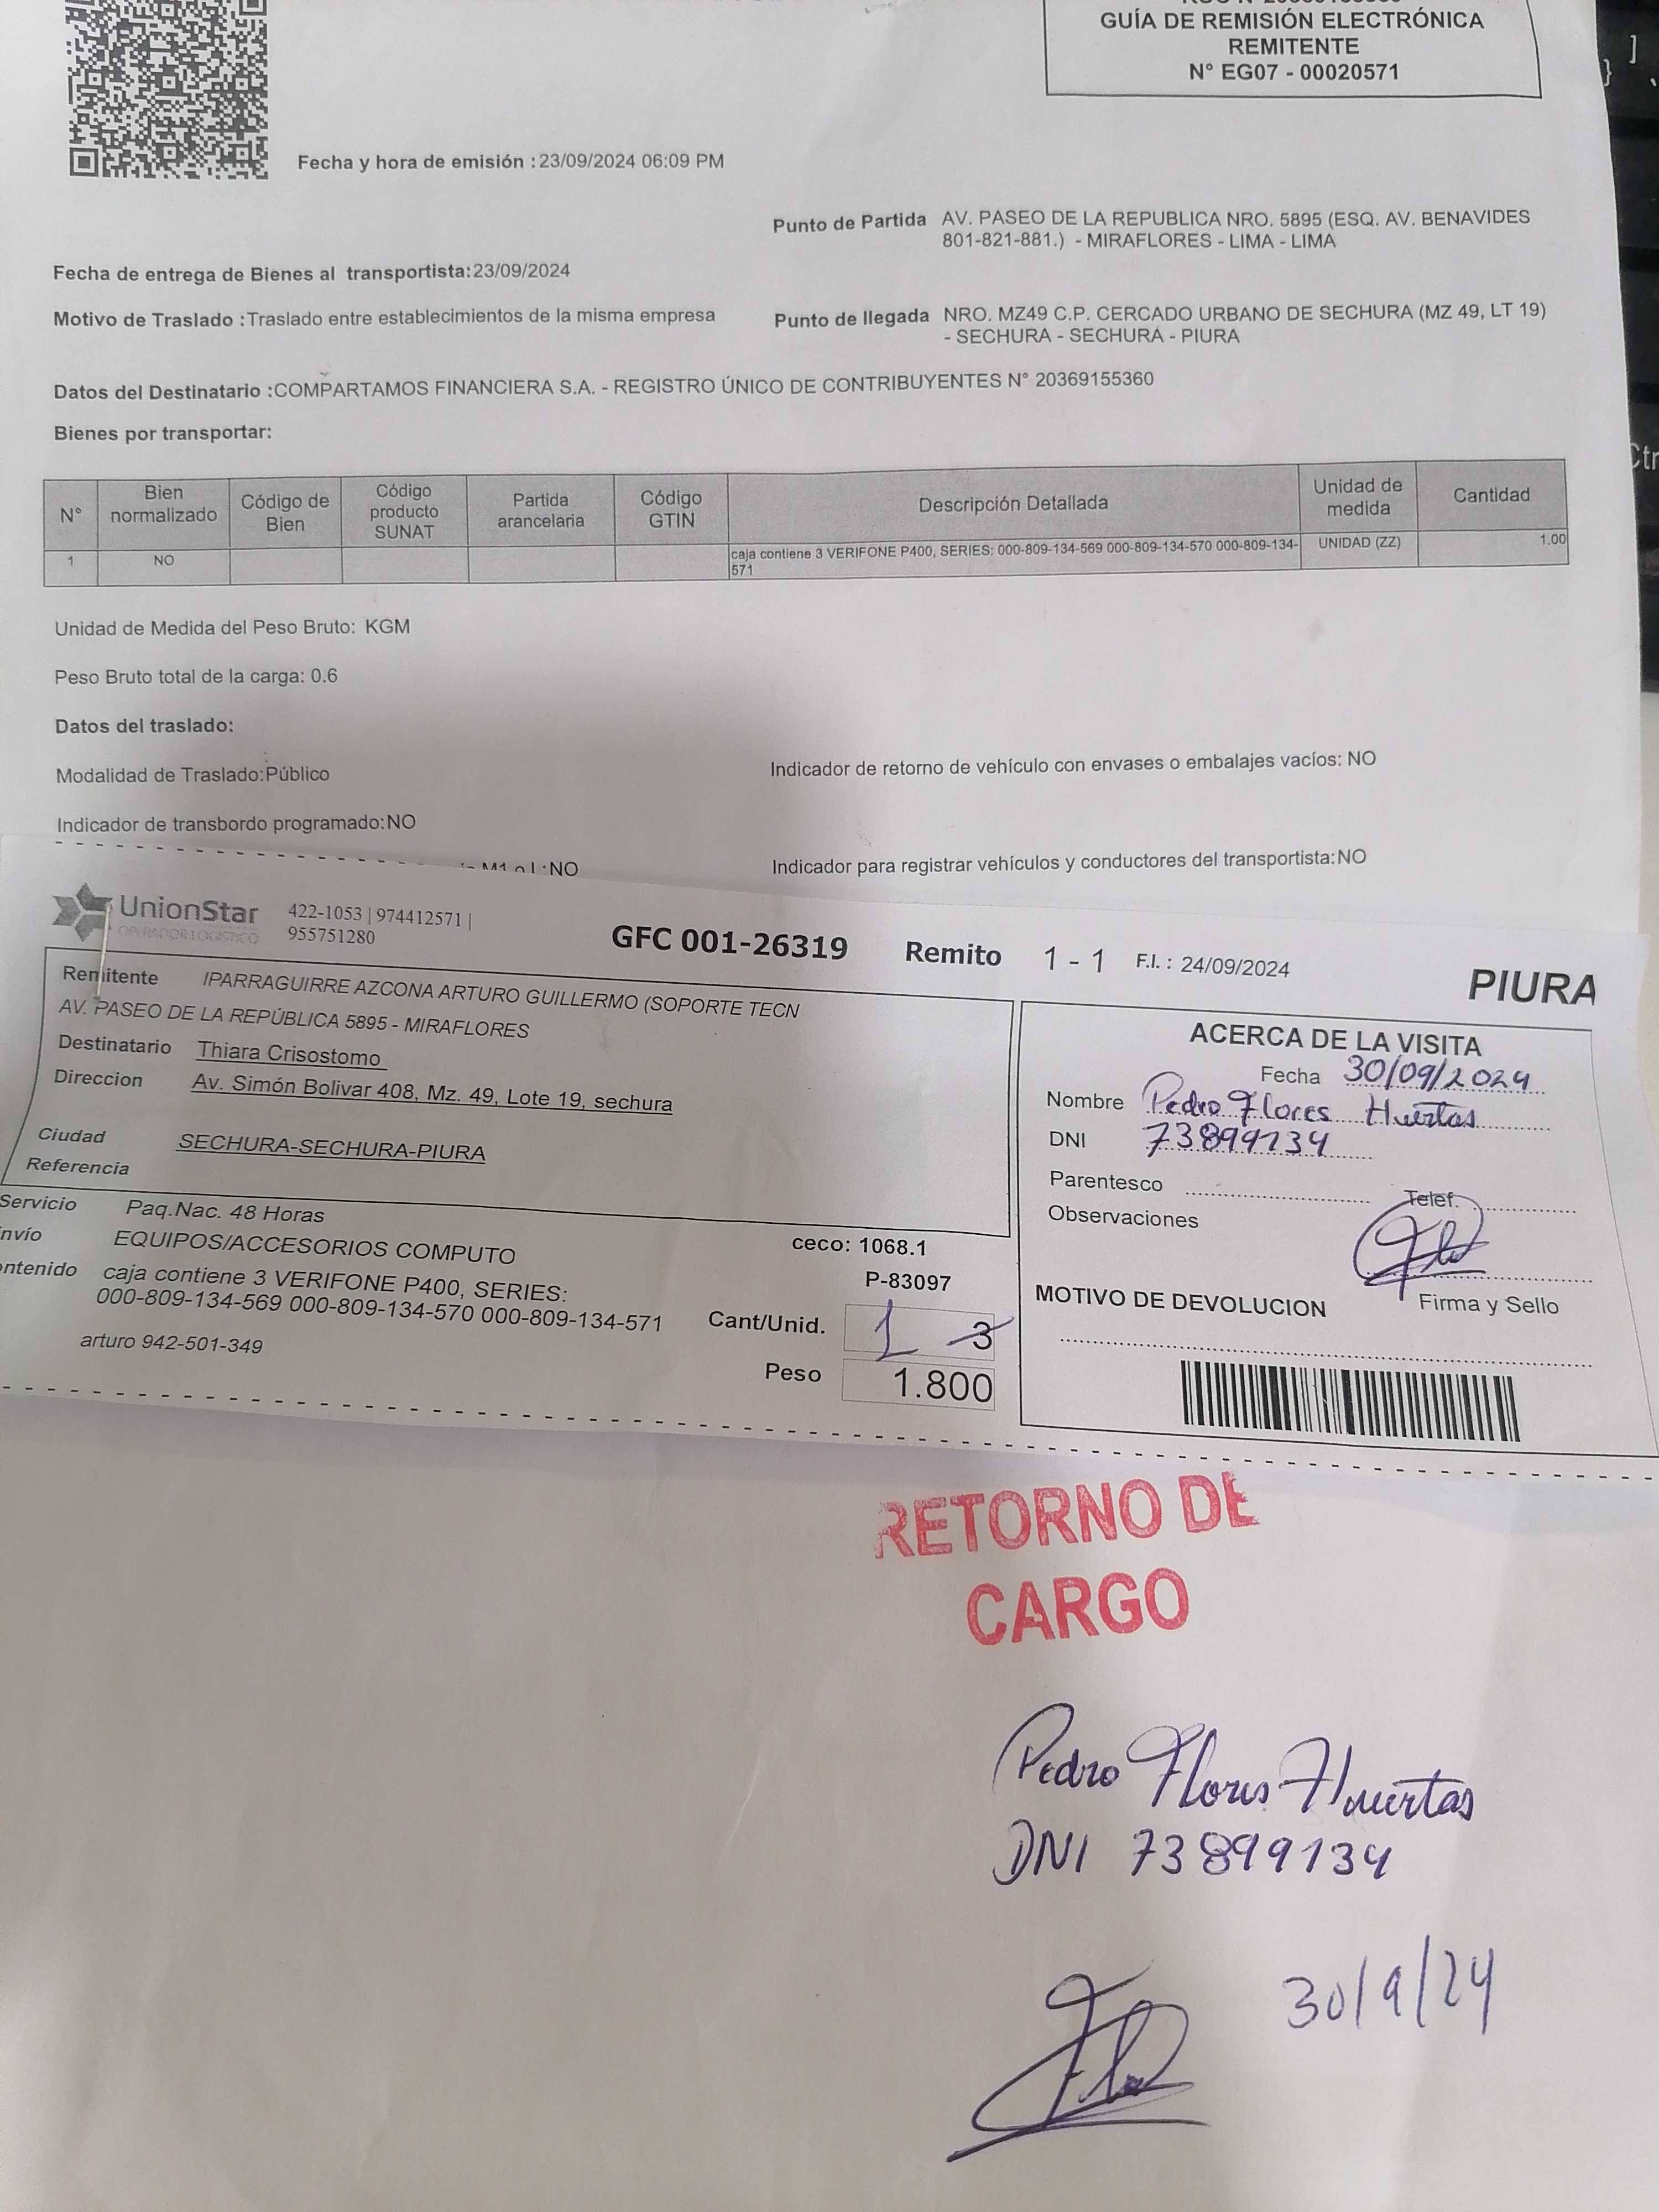 GUÍA DE REMISIÓN ELECTRÓNICA
REMITENTE
N° EG07 - 00020571
Fecha y hora de emisión : 23/09/2024 06:09 PM
Punto de Partida AV. PASEO DE LA REPUBLICA NRO. 5895 (ESQ. AV. BENAVIDES
801-821-881.) - MIRAFLORES - LIMA - LIMA
Fecha de entrega de Bienes al transportista:23/09/2024
Motivo de Traslado :Traslado entre establecimientos de la misma empresa
Punto de llegada NRO. MZ49 C.P. CERCADO URBANO DE SECHURA (MZ 49, LT 19)
- SECHURA - SECHURA - PIURA
Datos del Destinatario :COMPARTAMOS FINANCIERA S.A. - REGISTRO ÚNICO DE CONTRIBUYENTES N° 20369155360
Bienes por transportar:
N° Bien normalizado Código de Bien Código producto SUNAT Partida arancelaria Código GTIN Descripción Detallada Unidad de medida Cantidad
1 NO caja contiene 3 VERIFONE P400, SERIES: 000-809-134-569 000-809-134-570 000-809-134- UNIDAD (ZZ) 1.00
571
Unidad de Medida del Peso Bruto: KGM
Peso Bruto total de la carga: 0.6
Datos del traslado:
Modalidad de Traslado:Público
Indicador de retorno de vehículo con envases o embalajes vacíos: NO
Indicador de transbordo programado:NO
M1 o L:NO
Indicador para registrar vehículos y conductores del transportista:NO
UnionStar
OPERADOR LOGISTICO
422-1053 | 974412571 |
955751280
GFC 001-26319 Remito 1 - 1 F.I. : 24/09/2024 PIURA
Remitente IPARRAGUIRRE AZCONA ARTURO GUILLERMO (SOPORTE TECN
AV. PASEO DE LA REPÚBLICA 5895 - MIRAFLORES
Destinatario Thiara Crisostomo
Direccion Av. Simón Bolivar 408, Mz. 49, Lote 19, sechura
Ciudad SECHURA-SECHURA-PIURA
Referencia
Servicio Paq.Nac. 48 Horas
nvío EQUIPOS/ACCESORIOS COMPUTO
ontenido caja contiene 3 VERIFONE P400, SERIES:
000-809-134-569 000-809-134-570 000-809-134-571
arturo 942-501-349
ceco: 1068.1
P-83097
Cant/Unid. 1 3
Peso 1.800
ACERCA DE LA VISITA
Fecha 30/09/2024
Nombre Pedro Flores Huertas
DNI 73899134
Parentesco Telef.
Observaciones
Firma y Sello
MOTIVO DE DEVOLUCION
RETORNO DE
CARGO
Pedro Flores Huertas
DNI 73899134
30/9/24